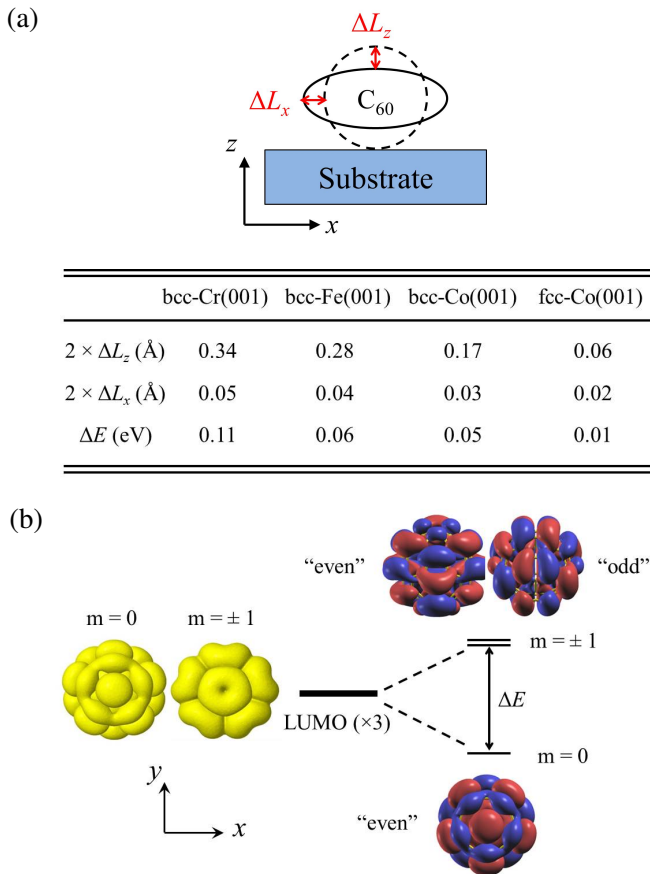 (a)
ΔL_z
ΔL_x
C_60
z
Substrate
x
bcc-Cr(001) bcc-Fe(001) bcc-Co(001) fcc-Co(001)
2 × ΔL_z (Å) 0.34 0.28 0.17 0.06
2 × ΔL_x (Å) 0.05 0.04 0.03 0.02
ΔE (eV) 0.11 0.06 0.05 0.01
(b)
“even” “odd”
m = 0 m = ± 1
m = ± 1
LUMO (×3)
ΔE
m = 0
y
x
“even”